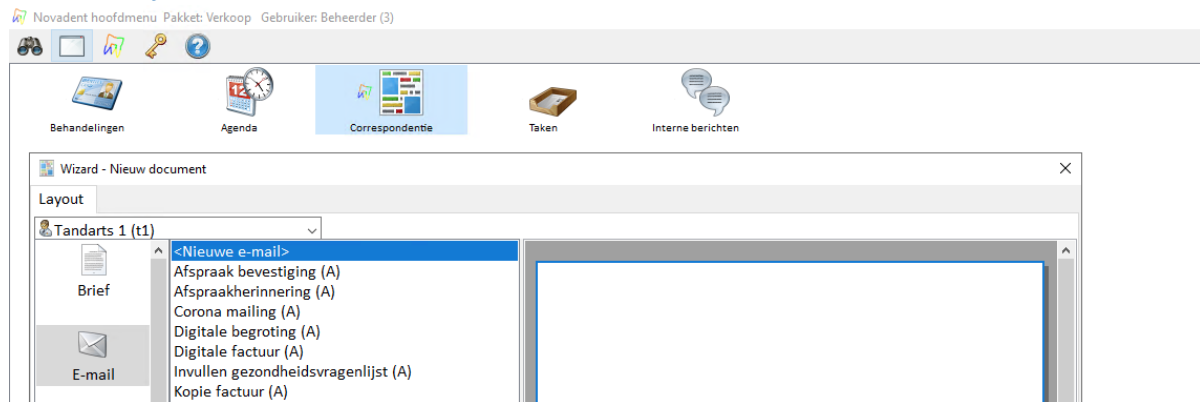 Novadent hoofdmenu Pakket: Verkoop Gebruiker: Beheerder (3)
Behandelingen Agenda Correspondentie Taken Interne berichten
Wizard - Nieuw document
Layout
Tandarts 1 (t1)
Brief
E-mail
<Nieuwe e-mail>
Afspraak bevestiging (A)
Afspraakherinnering (A)
Corona mailing (A)
Digitale begroting (A)
Digitale factuur (A)
Invullen gezondheidsvragenlijst (A)
Kopie factuur (A)